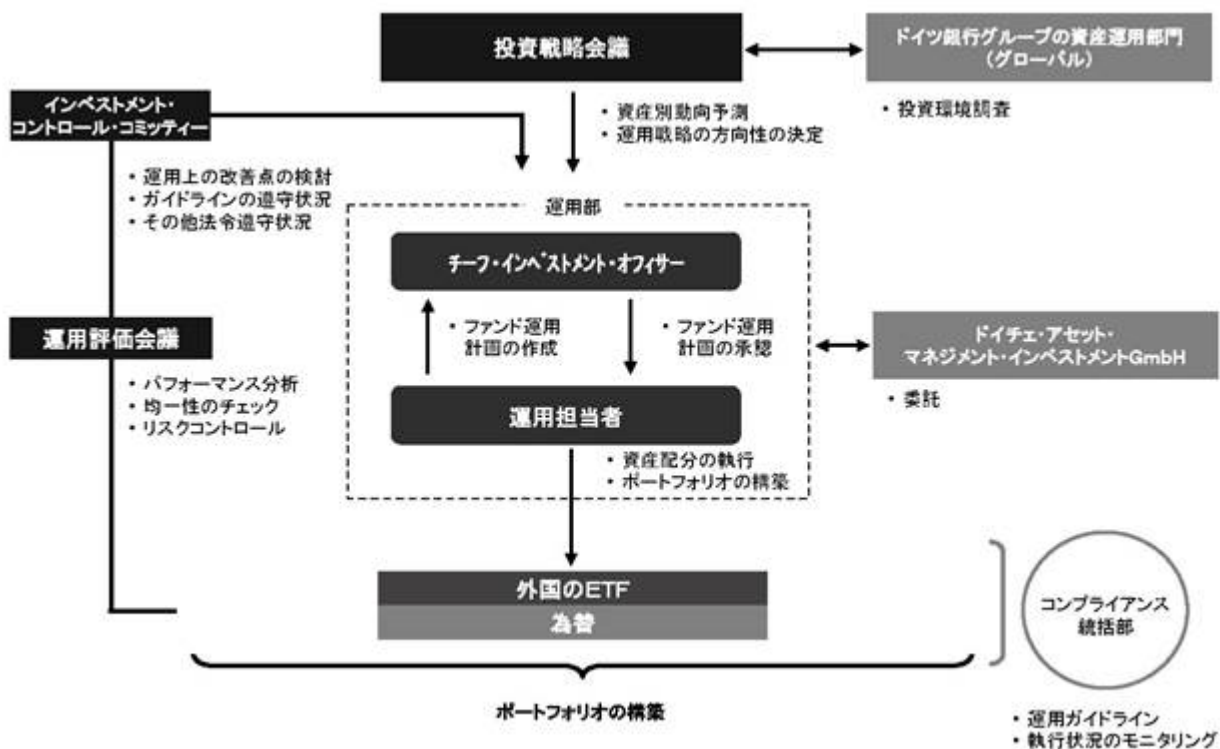 投資戦略会議
ドイツ銀行グループの資産運用部門
(グローバル)
・投資環境調査
インベストメント・
コントロール・コミッティー
・資産別動向予測
・運用戦略の方向性の決定
・運用上の改善点の検討
・ガイドラインの遵守状況
・その他法令遵守状況
運用部
チーフ・インベストメント・オフィサー
・ファンド運用
計画の作成
・ファンド運用
計画の承認
運用評価会議
・パフォーマンス分析
・均一性のチェック
・リスクコントロール
ドイチェ・アセット・
マネジメント・インベストメントGmbH
・委託
運用担当者
・資産配分の執行
・ポートフォリオの構築
外国のETF
為替
コンプライアンス
統括部
ポートフォリオの構築
・運用ガイドライン
・執行状況のモニタリング